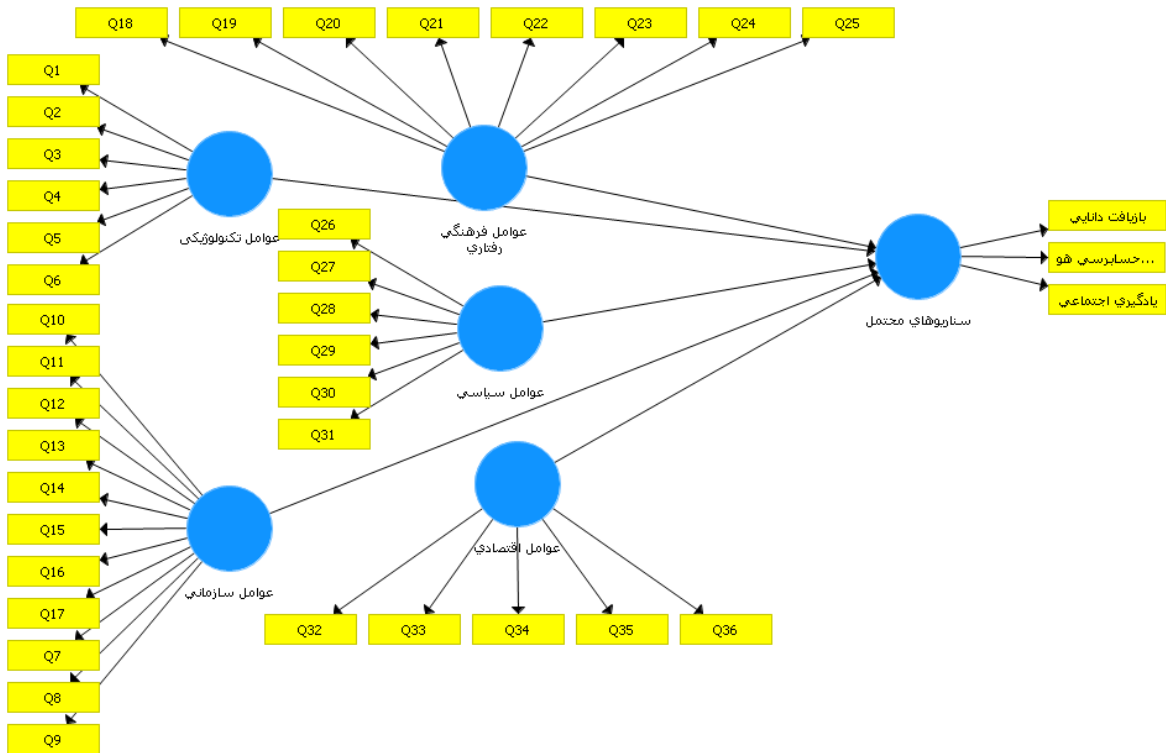 Q18
Q19
Q20
Q21
Q22
Q23
Q24
Q25
Q1
Q2
Q3
Q4
Q5
Q6
عوامل تکنولوژیکی
عوامل فرهنگي
رفتاري
Q26
Q27
Q28
Q29
Q30
Q31
عوامل سياسي
سناريوهاي محتمل
بازيافت دانايي
حسابرسي هو...
يادگيري اجتماعي
Q10
Q11
Q12
Q13
Q14
Q15
Q16
Q17
Q7
Q8
Q9
عوامل سازماني
عوامل اقتصادي
Q32
Q33
Q34
Q35
Q36